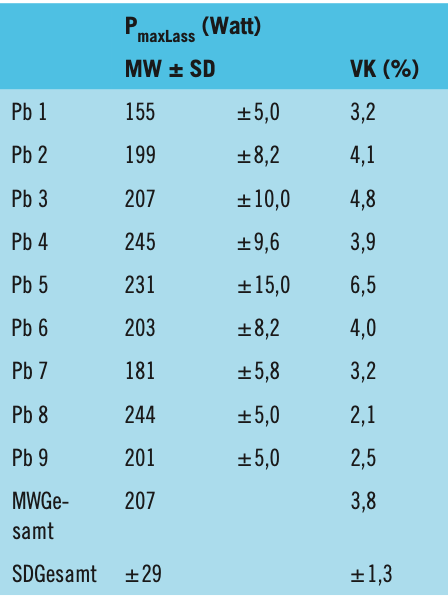 PmaxLass (Watt)
MW ± SD VK (%)
Pb 1 155 ±5,0 3,2
Pb 2 199 ±8,2 4,1
Pb 3 207 ±10,0 4,8
Pb 4 245 ±9,6 3,9
Pb 5 231 ±15,0 6,5
Pb 6 203 ±8,2 4,0
Pb 7 181 ±5,8 3,2
Pb 8 244 ±5,0 2,1
Pb 9 201 ±5,0 2,5
MWGe- 207 3,8
samt
SDGesamt ±29 ±1,3